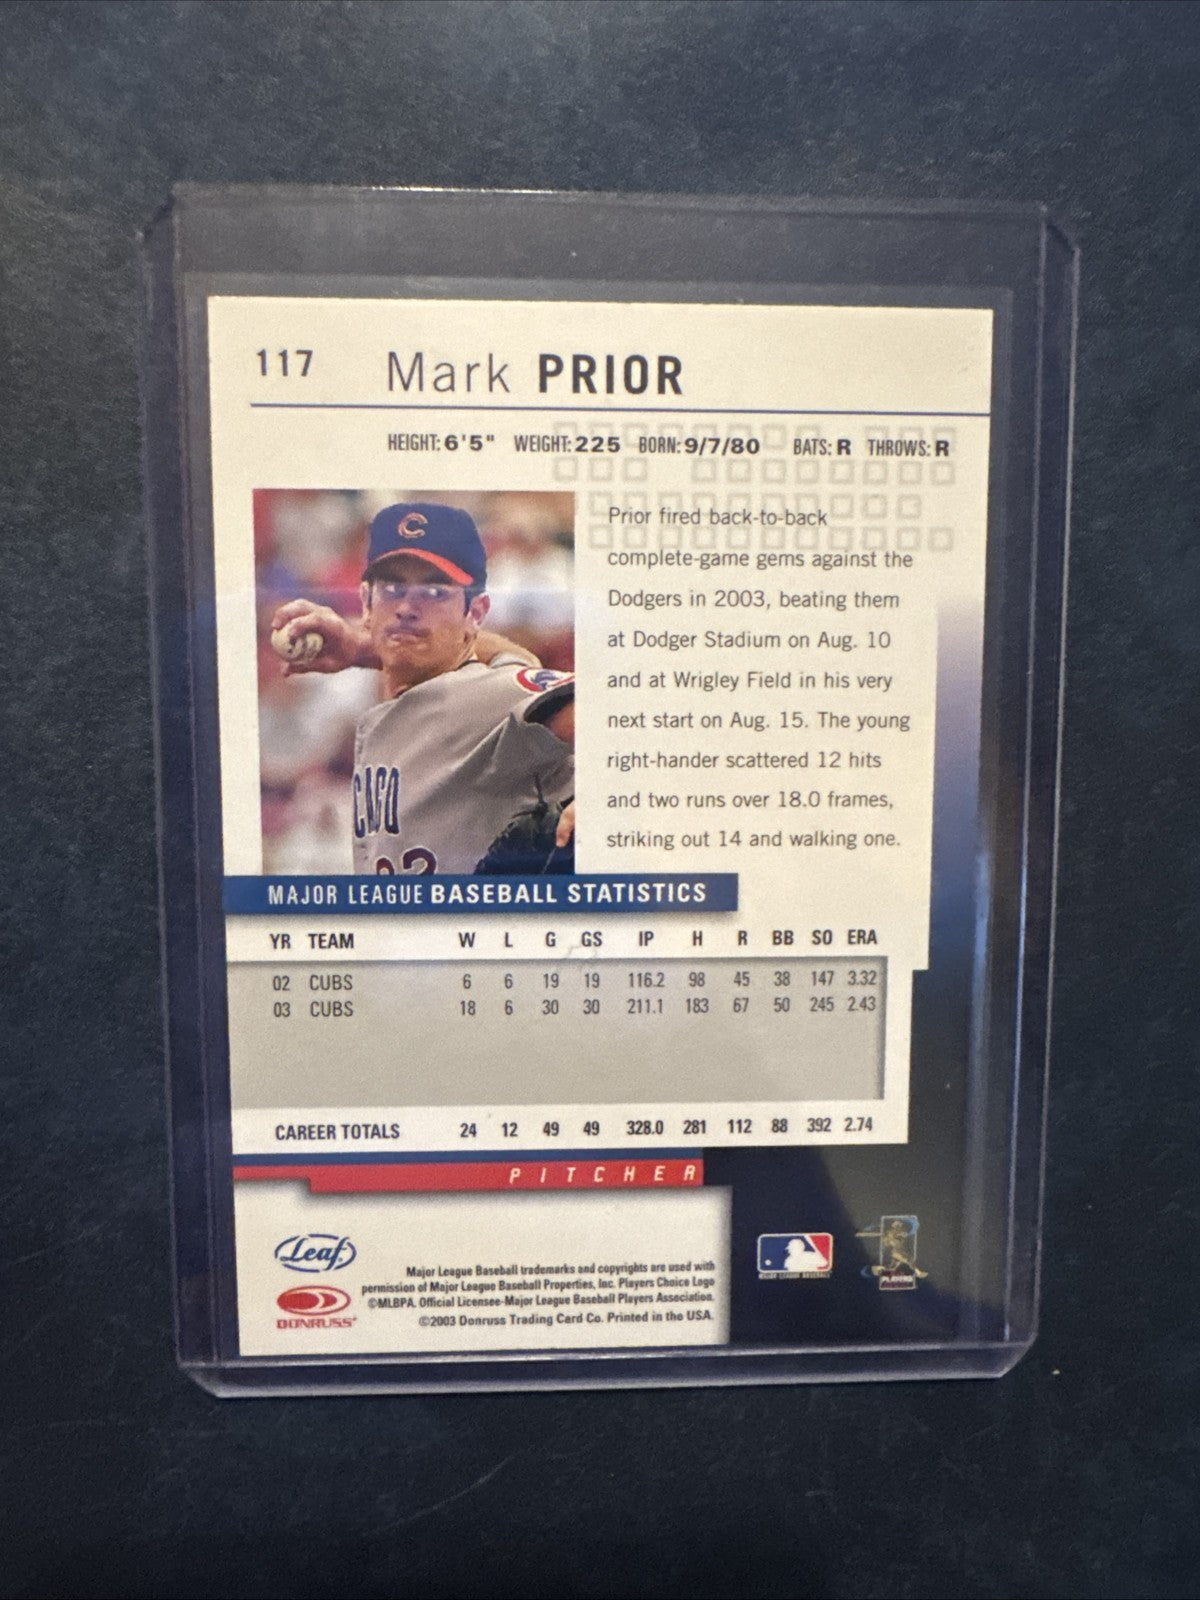 117 Mark PRIOR
HEIGHT: 6'5" WEIGHT: 225 BORN: 9/7/80 BATS: R THROWS: R
C
Prior fired back-to-back
complete-game gems against the
Dodgers in 2003, beating them
at Dodger Stadium on Aug. 10
and at Wrigley Field in his very
next start on Aug. 15. The young
right-hander scattered 12 hits
and two runs over 18.0 frames,
striking out 14 and walking one.
MAJOR LEAGUE BASEBALL STATISTICS
YR TEAM W L G GS IP H R BB SO ERA
02 CUBS 6 6 19 19 116.2 98 45 38 147 3.32
03 CUBS 18 6 30 30 211.1 183 67 50 245 2.43
CAREER TOTALS 24 12 49 49 328.0 281 112 88 392 2.74
PITCHER
Leaf
DONRUSS
Major League Baseball trademarks and copyrights are used with
permission of Major League Baseball Properties, Inc. Players Choice Logo
©MLBPA. Official Licensee-Major League Baseball Players Association.
©2003 Donruss Trading Card Co. Printed in the USA.
MAJOR LEAGUE BASEBALL
PLAYERS